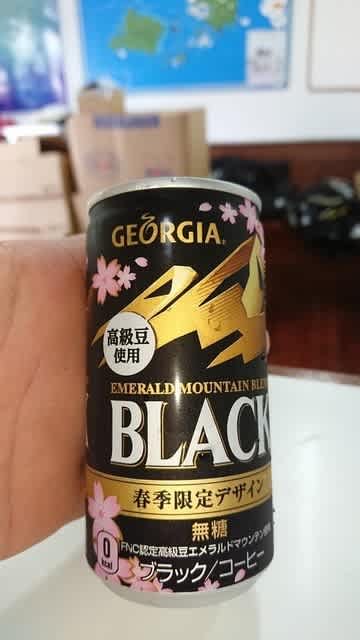 GEORGIA
高級豆
使用
EMERALD MOUNTAIN BLEND
BLACK
春季限定デザイン
無糖
FNC認定高級豆エメラルドマウンテン使用
0
kcal
ブラック/コーヒー